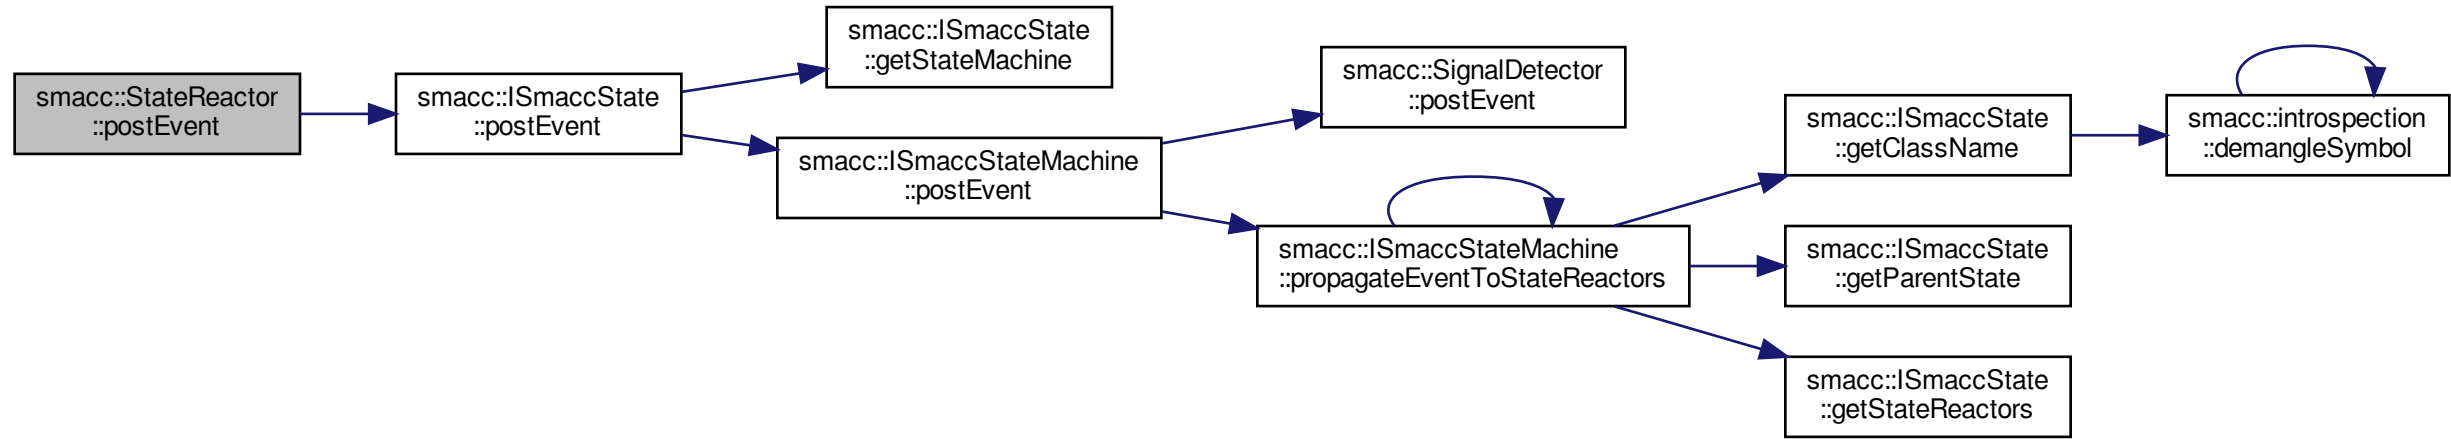 smacc::StateReactor
::postEvent
smacc::ISmaccState
::postEvent
smacc::ISmaccState
::getStateMachine
smacc::ISmaccStateMachine
::postEvent
smacc::SignalDetector
::postEvent
smacc::ISmaccStateMachine
::propagateEventToStateReactors
smacc::ISmaccState
::getClassName
smacc::introspection
::demangleSymbol
smacc::ISmaccState
::getParentState
smacc::ISmaccState
::getStateReactors